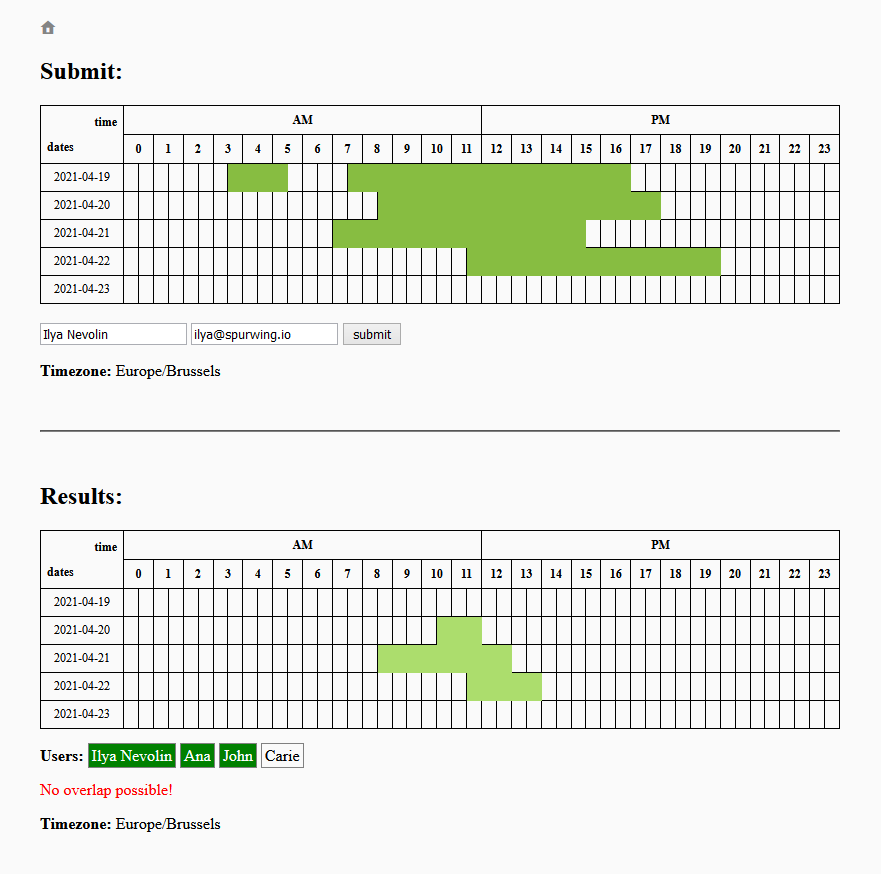 Submit:
time AM PM
dates 0 1 2 3 4 5 6 7 8 9 10 11 12 13 14 15 16 17 18 19 20 21 22 23
2021-04-19
2021-04-20
2021-04-21
2021-04-22
2021-04-23
Ilya Nevolin ilya@spurwing.io submit
Timezone: Europe/Brussels
Results:
time AM PM
dates 0 1 2 3 4 5 6 7 8 9 10 11 12 13 14 15 16 17 18 19 20 21 22 23
2021-04-19
2021-04-20
2021-04-21
2021-04-22
2021-04-23
Users: Ilya Nevolin Ana John Carie
No overlap possible!
Timezone: Europe/Brussels